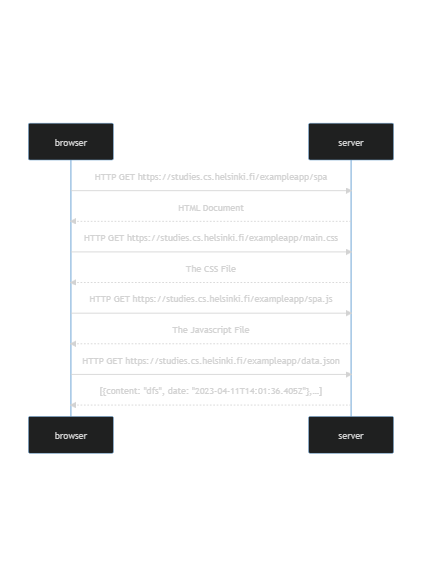 browser
server
HTTP GET https://studies.cs.helsinki.fi/exampleapp/spa
HTML Document
HTTP GET https://studies.cs.helsinki.fi/exampleapp/main.css
The CSS File
HTTP GET https://studies.cs.helsinki.fi/exampleapp/spa.js
The Javascript File
HTTP GET https://studies.cs.helsinki.fi/exampleapp/data.json
[{content: "dfs", date: "2023-04-11T14:01:36.405Z"},...]
browser
server